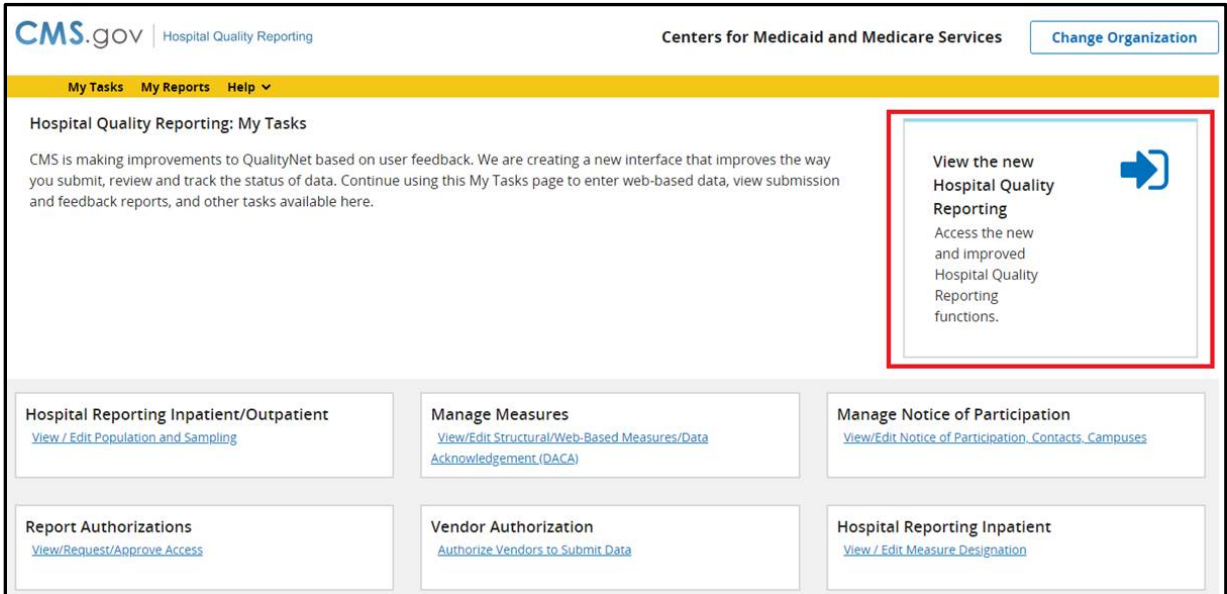 CMS.gov | Hospital Quality Reporting
Centers for Medicaid and Medicare Services
Change Organization
My Tasks My Reports Help
Hospital Quality Reporting: My Tasks
CMS is making improvements to QualityNet based on user feedback. We are creating a new interface that improves the way
you submit, review and track the status of data. Continue using this My Tasks page to enter web-based data, view submission
and feedback reports, and other tasks available here.
View the new
Hospital Quality
Reporting
Access the new
and improved
Hospital Quality
Reporting
functions.
Hospital Reporting Inpatient/Outpatient
View / Edit Population and Sampling
Manage Measures
View/Edit Structural/Web-Based Measures/Data
Acknowledgement (DACA)
Manage Notice of Participation
View/Edit Notice of Participation, Contacts, Campuses
Report Authorizations
View/Request/Approve Access
Vendor Authorization
Authorize Vendors to Submit Data
Hospital Reporting Inpatient
View / Edit Measure Designation